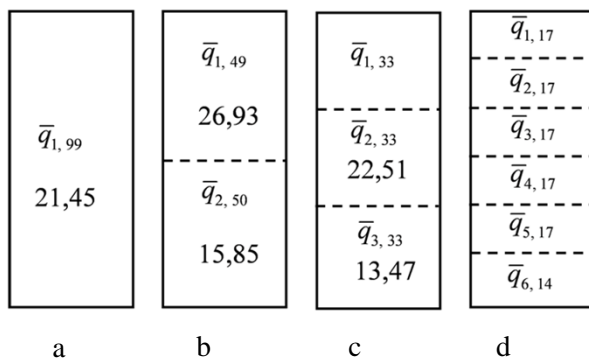 q̅₁, ₉₉
21,45
q̅₁, ₄₉
26,93
q̅₂, ₅₀
15,85
q̅₁, ₃₃
q̅₂, ₃₃
22,51
q̅₃, ₃₃
13,47
q̅₁, ₁₇
q̅₂, ₁₇
q̅₃, ₁₇
q̅₄, ₁₇
q̅₅, ₁₇
q̅₆, ₁₄
a b c d